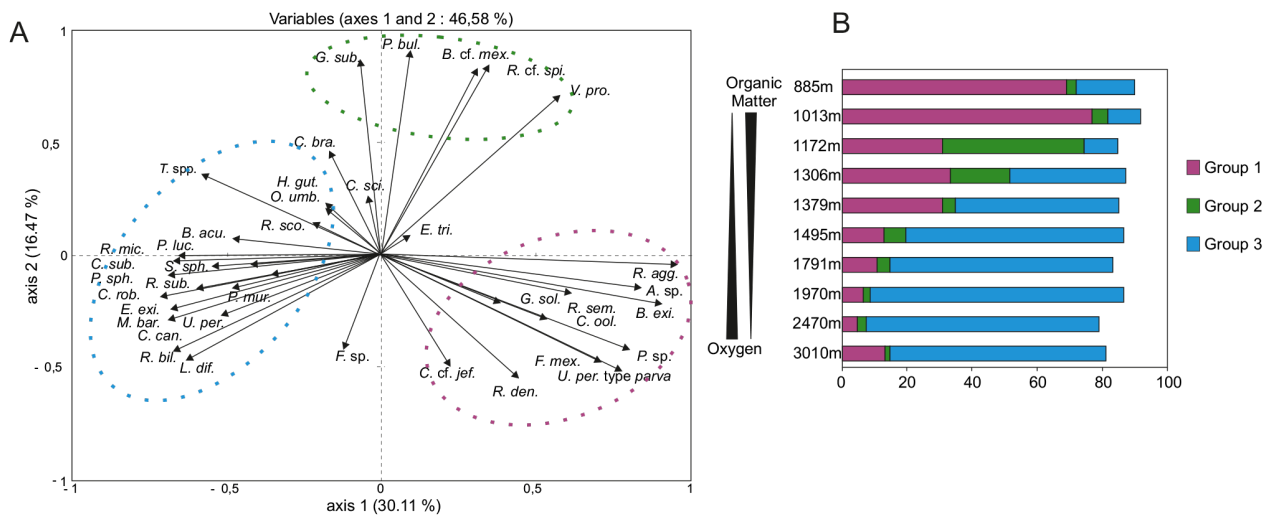 A
Variables (axes 1 and 2 : 46,58 %)
1
0,5
0
- 0,5
- 1
axis 2 (16.47 %)
- 1
- 0,5
0
0,5
1
axis 1 (30.11 %)
G. sub.
P. bul.
B. cf. mex.
R. cf. spi.
V. pro.
C. bra.
T. spp.
H. gut.
O. umb.
C. sci.
R. sco.
E. tri.
B. acu.
R. mic.
P. luc.
C. sub.
S. sph.
P. sph.
R. sub.
C. rob.
P. mur.
E. exi.
M. bar.
U. per.
C. can.
R. bil.
L. dif.
F. sp.
R. agg.
A. sp.
G. sol.
R. sem.
B. exi.
C. ool.
C. cf. jef.
F. mex.
P. sp.
U. per. type parva
R. den.
B
Organic
Matter
Oxygen
885m
1013m
1172m
1306m
1379m
1495m
1791m
1970m
2470m
3010m
0
20
40
60
80
100
Group 1
Group 2
Group 3